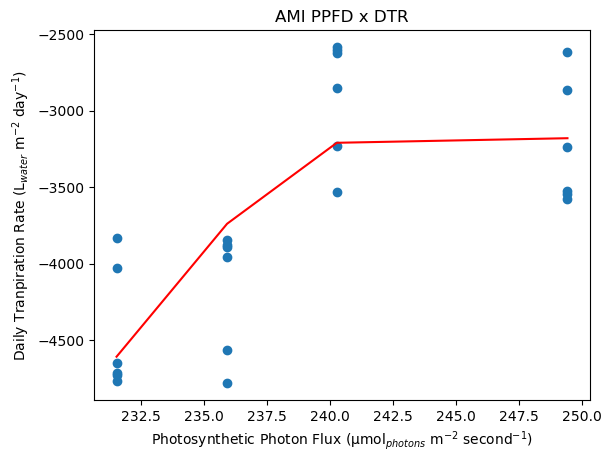 AMI PPFD x DTR
−2500
−3000
−3500
−4000
−4500
Daily Tranpiration Rate (L$_{water}$ m$^{−2}$ day$^{−1}$)
232.5 235.0 237.5 240.0 242.5 245.0 247.5 250.0
Photosynthetic Photon Flux (μmol$_{photons}$ m$^{−2}$ second$^{−1}$)